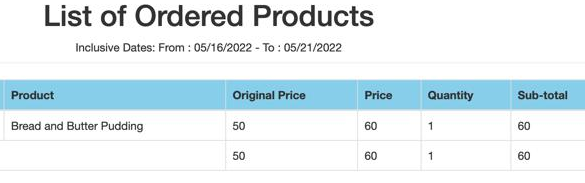 List of Ordered Products
Inclusive Dates: From : 05/16/2022 - To : 05/21/2022
Product Original Price Price Quantity Sub-total
Bread and Butter Pudding 50 60 1 60
50 60 1 60